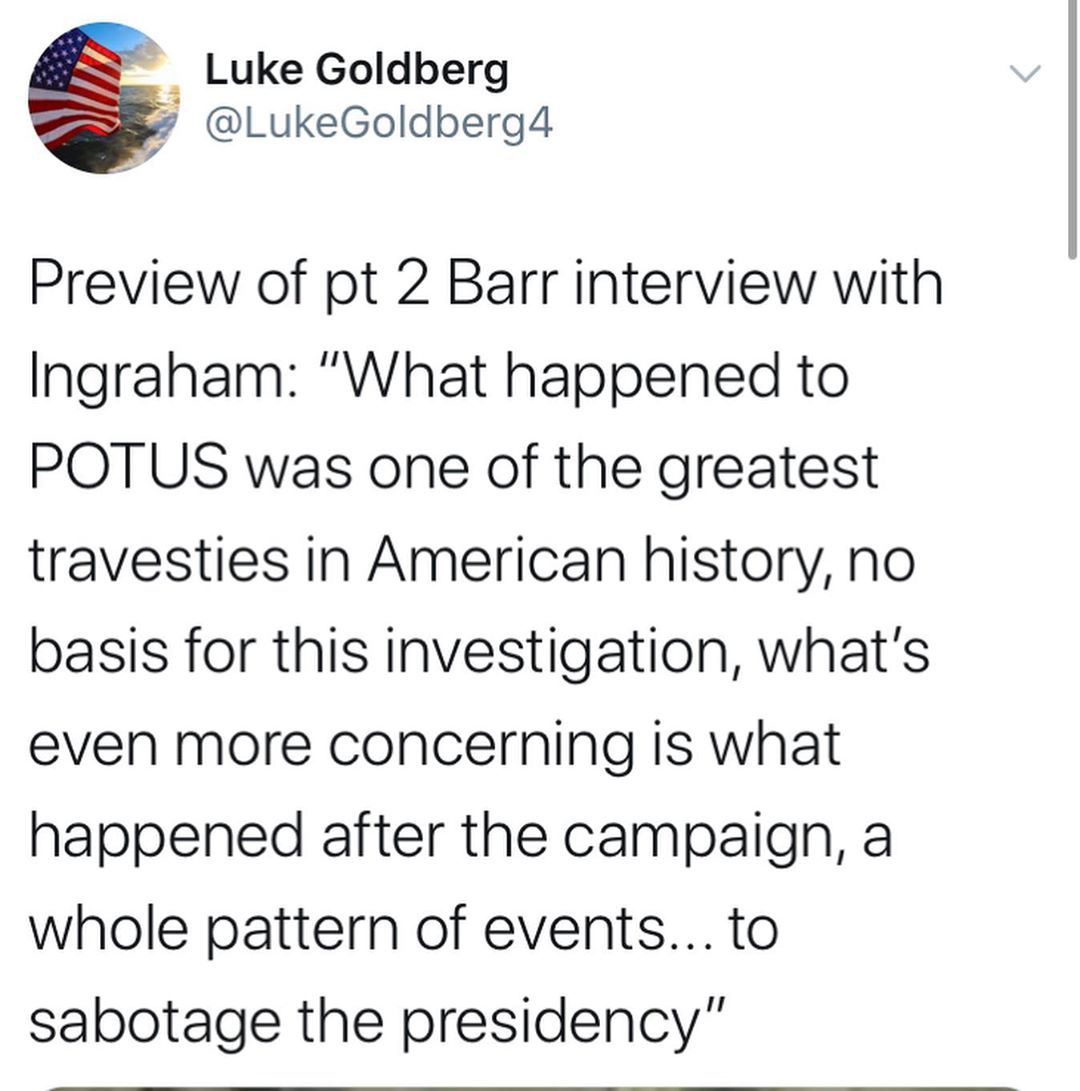 Luke Goldberg
@LukeGoldberg4
Preview of pt 2 Barr interview with
Ingraham: “What happened to
POTUS was one of the greatest
travesties in American history, no
basis for this investigation, what’s
even more concerning is what
happened after the campaign, a
whole pattern of events... to
sabotage the presidency”